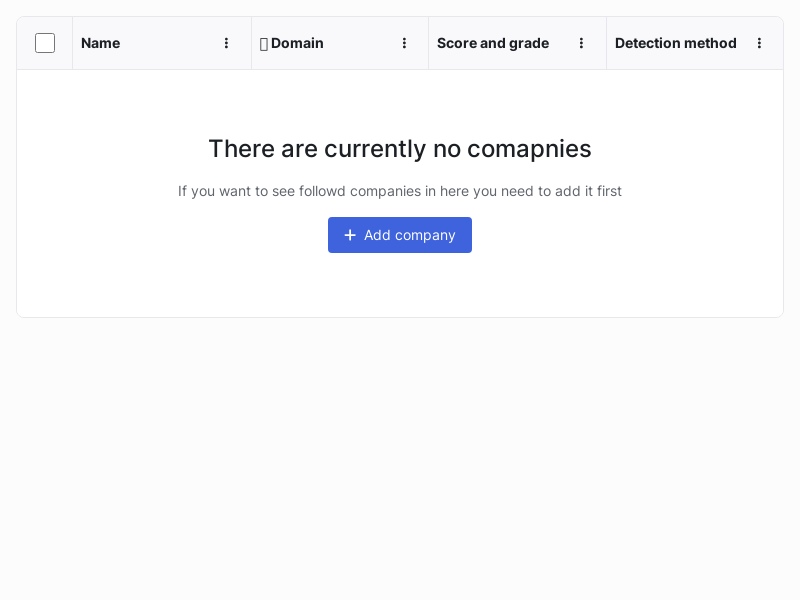 Name Domain Score and grade Detection method
There are currently no comapnies
If you want to see followd companies in here you need to add it first
Add company